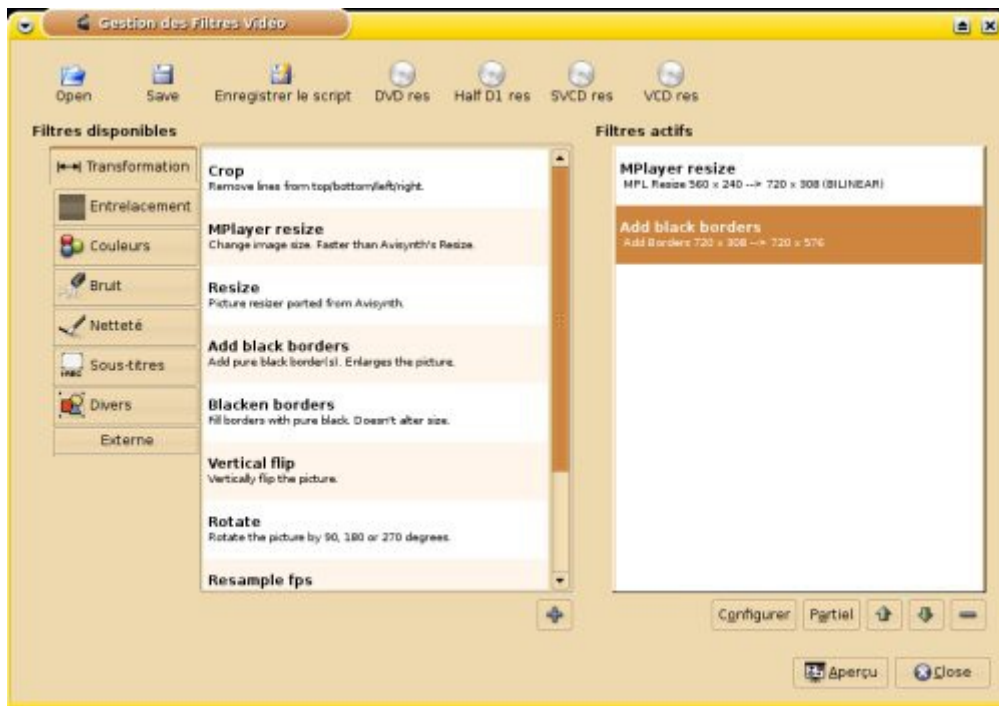 Gestion des Filtres Vidéo
Open Save Enregistrer le script DVD res Half D1 res SVCD res VCD res
Filtres disponibles
Transformation
Entrelacement
Couleurs
Bruit
Netteté
Sous-titres
Divers
Externe
Crop
Remove lines from top/bottom/left/right.
MPlayer resize
Change image size. Faster than Avisynth's Resize.
Resize
Picture resizer ported from Avisynth.
Add black borders
Add pure black border(s). Enlarges the picture.
Blacken borders
Fill borders with pure black. Doesn't alter size.
Vertical flip
Vertically flip the picture.
Rotate
Rotate the picture by 90, 180 or 270 degrees.
Resample fps
Filtres actifs
MPlayer resize
MPL Resize 560 x 240 --> 720 x 308 (BILINEAR)
Add black borders
Add Borders 720 x 308 --> 720 x 576
Configurer Partiel
Aperçu Close